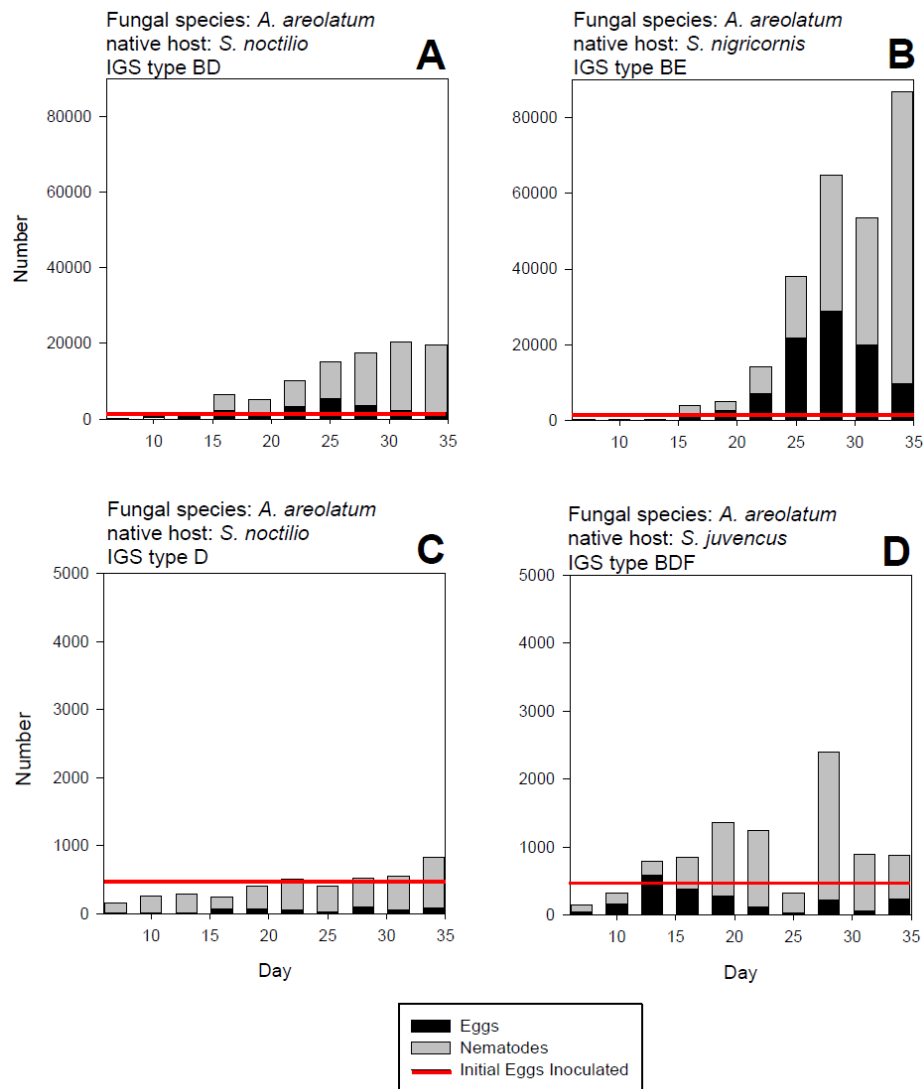 Fungal species: A. areolatum
native host: S. noctilio
IGS type BD
A
80000
60000
40000
20000
0
Number
10 15 20 25 30 35
Fungal species: A. areolatum
native host: S. nigricornis
IGS type BE
B
80000
60000
40000
20000
0
10 15 20 25 30 35
Fungal species: A. areolatum
native host: S. noctilio
IGS type D
C
5000
4000
3000
2000
1000
0
Number
10 15 20 25 30 35
Day
Fungal species: A. areolatum
native host: S. juvencus
IGS type BDF
D
5000
4000
3000
2000
1000
0
10 15 20 25 30 35
Day
Eggs
Nematodes
Initial Eggs Inoculated